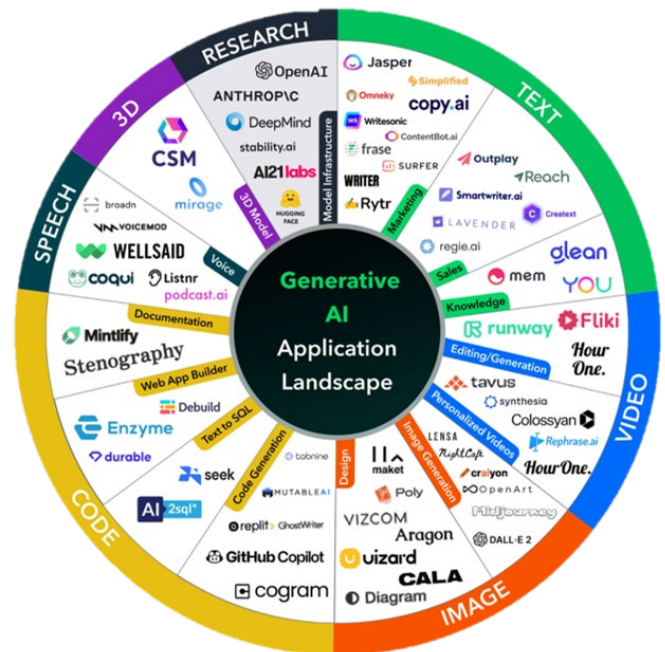 Generative
AI
Application
Landscape
RESEARCH
OpenAI
ANTHROP\C
DeepMind
stability.ai
AI21labs
HUGGING
FACE
Model Infrastructure
TEXT
Jasper
Simplified
Omneky
copy.ai
WS Writesonic
ContentBot.ai
frase
SURFER
WRITER
Rytr
Marketing
Outplay
Reach
Smartwriter.ai
Creatext
LAVENDER
regie.ai
Sales
glean
mem
YOU
Knowledge
VIDEO
runway
Fliki
Hour
One.
Editing/Generation
tavus
synthesia
Colossyan
Rephrase.ai
HourOne.
Personalized Videos
IMAGE
LENSA
NightCafe
craiyon
OpenArt
Midjourney
DALL·E 2
Image Generation
maket
Poly
VIZCOM
Aragon
uizard
CALA
Diagram
Design
CODE
tabnine
MUTABLEAI
replit GhostWriter
GitHub Copilot
cogram
Code Generation
seek
AI 2sql
Text to SQL
Debuild
Enzyme
durable
Web App Builder
Mintlify
Stenography
Documentation
SPEECH
broadn
VOICEMOD
WELLSAID
coqui
Listnr
podcast.ai
Voice
3D
CSM
mirage
3D Model